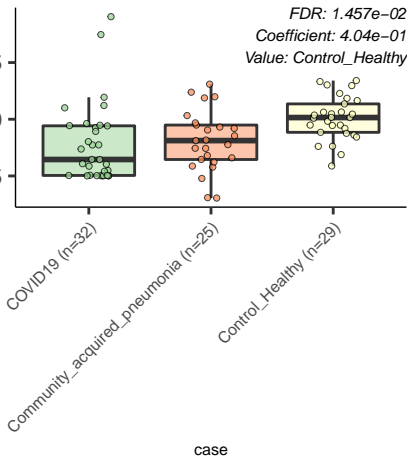 FDR: 1.457e−02
Coefficient: 4.04e−01
Value: Control_Healthy
COVID19 (n=32)
Community_acquired_pneumonia (n=25)
Control_Healthy (n=29)
case